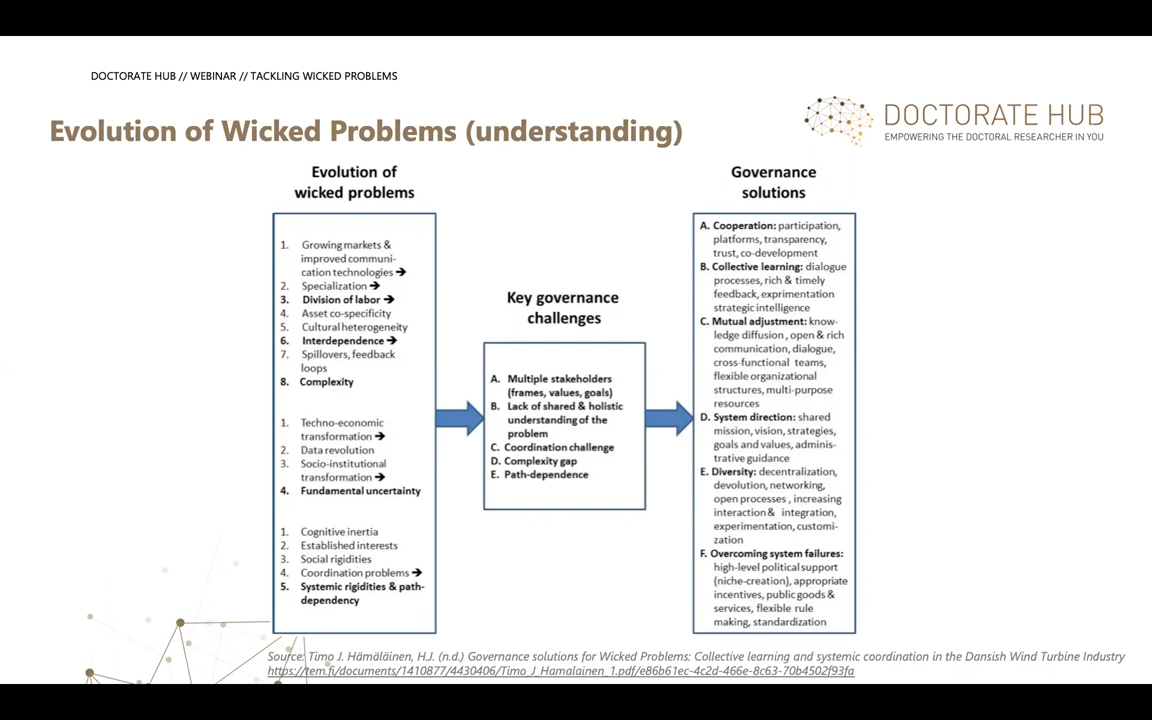 DOCTORATE HUB // WEBINAR // TACKLING WICKED PROBLEMS
DOCTORATE HUB
EMPOWERING THE DOCTORAL RESEARCHER IN YOU
Evolution of Wicked Problems (understanding)
Evolution of
wicked problems
1. Growing markets &
improved communi-
cation technologies ➔
2. Specialization ➔
3. Division of labor ➔
4. Asset co-specificity
5. Cultural heterogeneity
6. Interdependence ➔
7. Spillovers, feedback
loops
8. Complexity
1. Techno-economic
transformation ➔
2. Data revolution
3. Socio-institutional
transformation ➔
4. Fundamental uncertainty
1. Cognitive inertia
2. Established interests
3. Social rigidities
4. Coordination problems ➔
5. Systemic rigidities & path-
dependency
Key governance
challenges
A. Multiple stakeholders
(frames, values, goals)
B. Lack of shared & holistic
understanding of the
problem
C. Coordination challenge
D. Complexity gap
E. Path-dependence
Governance
solutions
A. Cooperation: participation,
platforms, transparency,
trust, co-development
B. Collective learning: dialogue
processes, rich & timely
feedback, exprimentation
strategic intelligence
C. Mutual adjustment: know-
ledge diffusion , open & rich
communication, dialogue,
cross-functional teams,
flexible organizational
structures, multi-purpose
resources
D. System direction: shared
mission, vision, strategies,
goals and values, adminis-
trative guidance
E. Diversity: decentralization,
devolution, networking,
open processes , increasing
interaction & integration,
experimentation, customi-
zation
F. Overcoming system failures:
high-level political support
(niche-creation), appropriate
incentives, public goods &
services, flexible rule
making, standardization
Source: Timo J. Hämäläinen, H.J. (n.d.) Governance solutions for Wicked Problems: Collective learning and systemic coordination in the Dansish Wind Turbine Industry
https://tem.fi/documents/1410877/4430406/Timo_J_Hamalainen_1.pdf/e86b61ec-4c2d-466e-8c63-70b4502f93fa